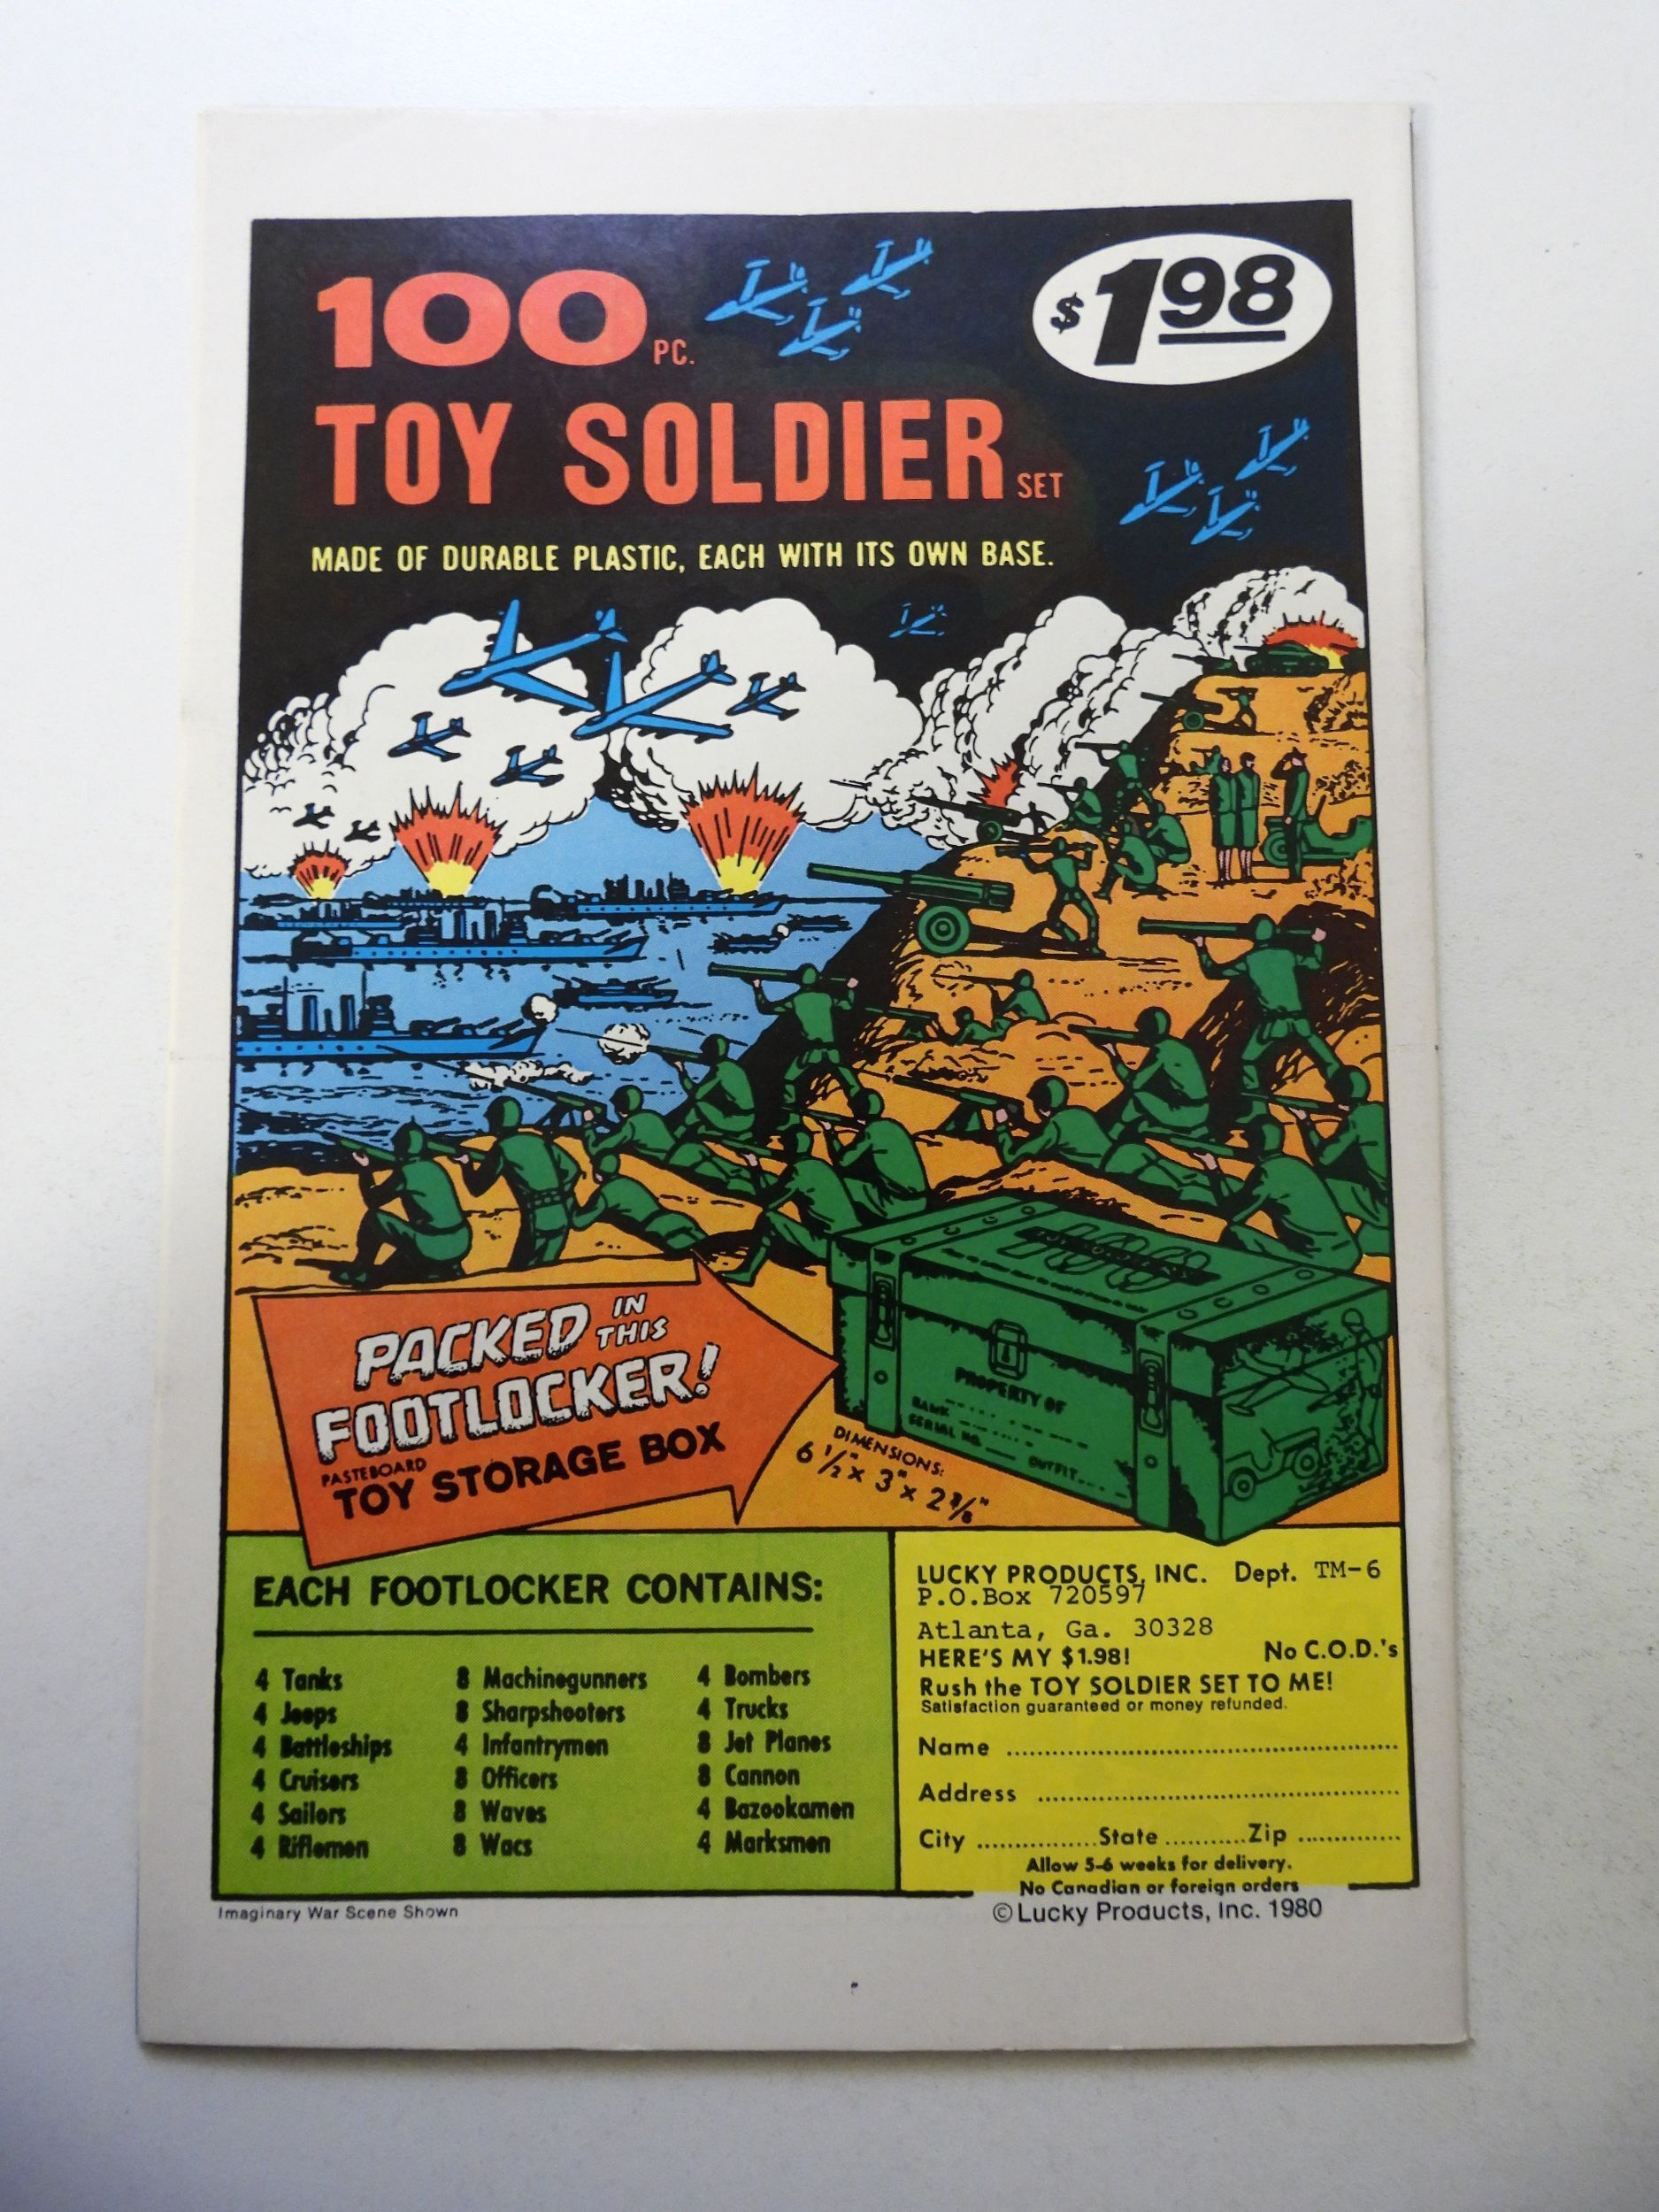 100 PC.
$1.98
TOY SOLDIER SET
MADE OF DURABLE PLASTIC, EACH WITH ITS OWN BASE.
PACKED IN THIS
FOOTLOCKER!
PASTEBOARD
TOY STORAGE BOX
PROPERTY OF
RANK
SERIAL NO.
OUTFIT
DIMENSIONS:
6 1/2" x 3" x 2 3/8"
EACH FOOTLOCKER CONTAINS:
4 Tanks
4 Jeeps
4 Battleships
4 Cruisers
4 Sailors
4 Riflemen
8 Machinegunners
8 Sharpshooters
4 Infantrymen
8 Officers
8 Waves
8 Wacs
4 Bombers
4 Trucks
8 Jet Planes
8 Cannon
4 Bazookamen
4 Marksmen
LUCKY PRODUCTS, INC. Dept. TM-6
P.O.Box 720597
Atlanta, Ga. 30328
HERE'S MY $1.98! No C.O.D.'s
Rush the TOY SOLDIER SET TO ME!
Satisfaction guaranteed or money refunded.
Name
Address
City ..............State ...........Zip ..............
Allow 5-6 weeks for delivery.
No Canadian or foreign orders
Imaginary War Scene Shown
© Lucky Products, Inc. 1980